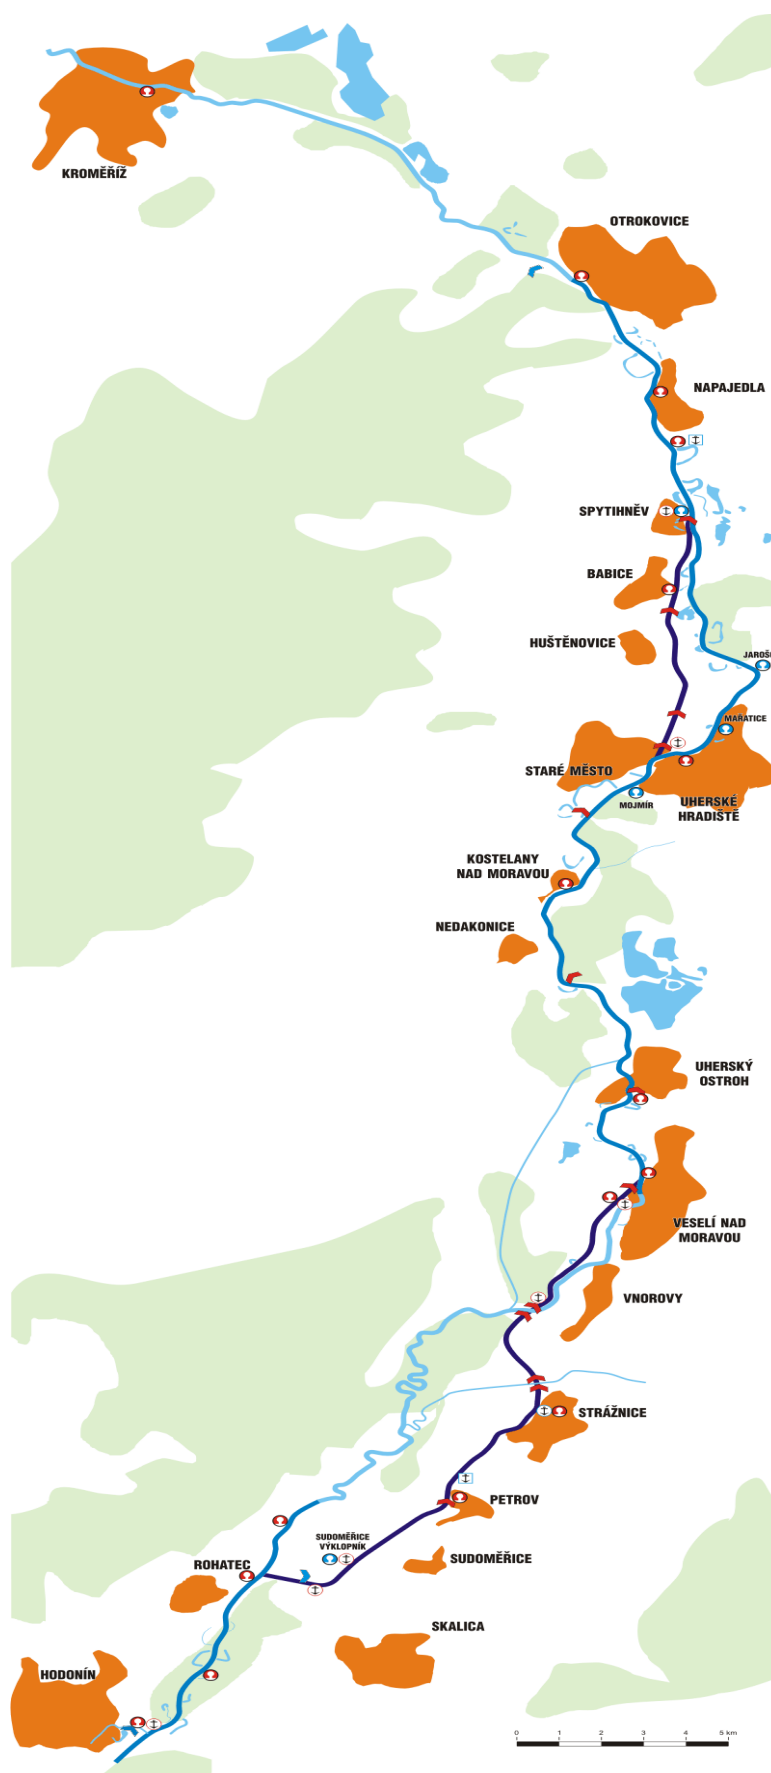 KROMĚŘÍŽ
OTROKOVICE
NAPAJEDLA
SPYTIHNĚV
BABICE
HUŠTĚNOVICE
JAROŠ
MAŘATICE
STARÉ MĚSTO
MOJMÍR
UHERSKÉ
HRADIŠTĚ
KOSTELANY
NAD MORAVOU
NEDAKONICE
UHERSKÝ
OSTROH
VESELÍ NAD
MORAVOU
VNOROVY
STRÁŽNICE
PETROV
SUDOMĚŘICE
VÝKLOPNÍK
SUDOMĚŘICE
ROHATEC
SKALICA
HODONÍN
0 1 2 3 4 5 km